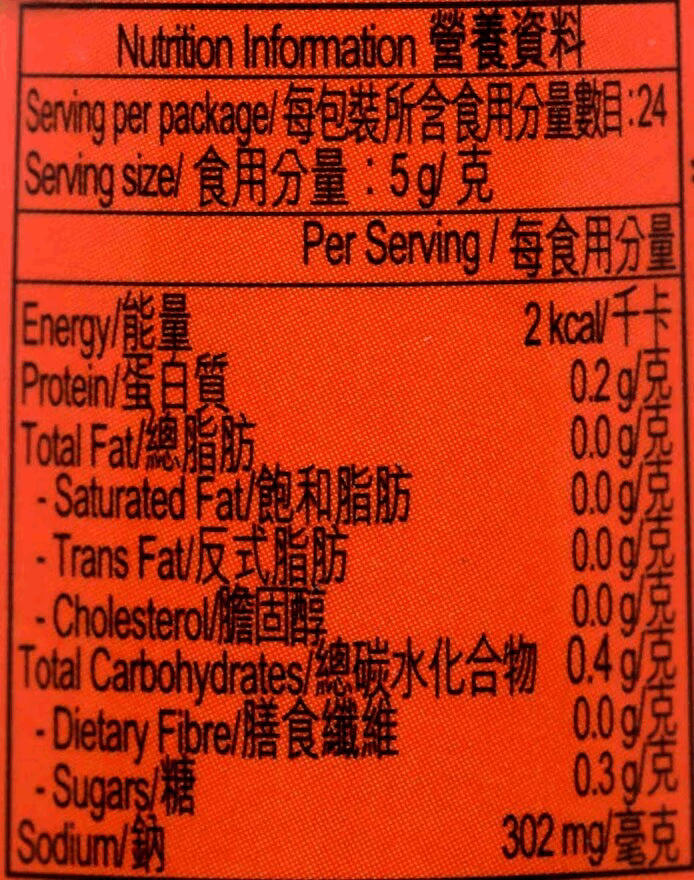 Nutrition Information 營養資料
Serving per package/ 每包裝所含食用分量數目:24
Serving size/ 食用分量:5 g/ 克
Per Serving / 每食用分量
Energy/能量 2 kcal/千卡
Protein/蛋白質 0.2 g/克
Total Fat/總脂肪 0.0 g/克
- Saturated Fat/飽和脂肪 0.0 g/克
- Trans Fat/反式脂肪 0.0 g/克
- Cholesterol/膽固醇 0.0 g/克
Total Carbohydrates/總碳水化合物 0.4 g/克
- Dietary Fibre/膳食纖維 0.0 g/克
- Sugars/糖 0.3 g/克
Sodium/鈉 302 mg/毫克